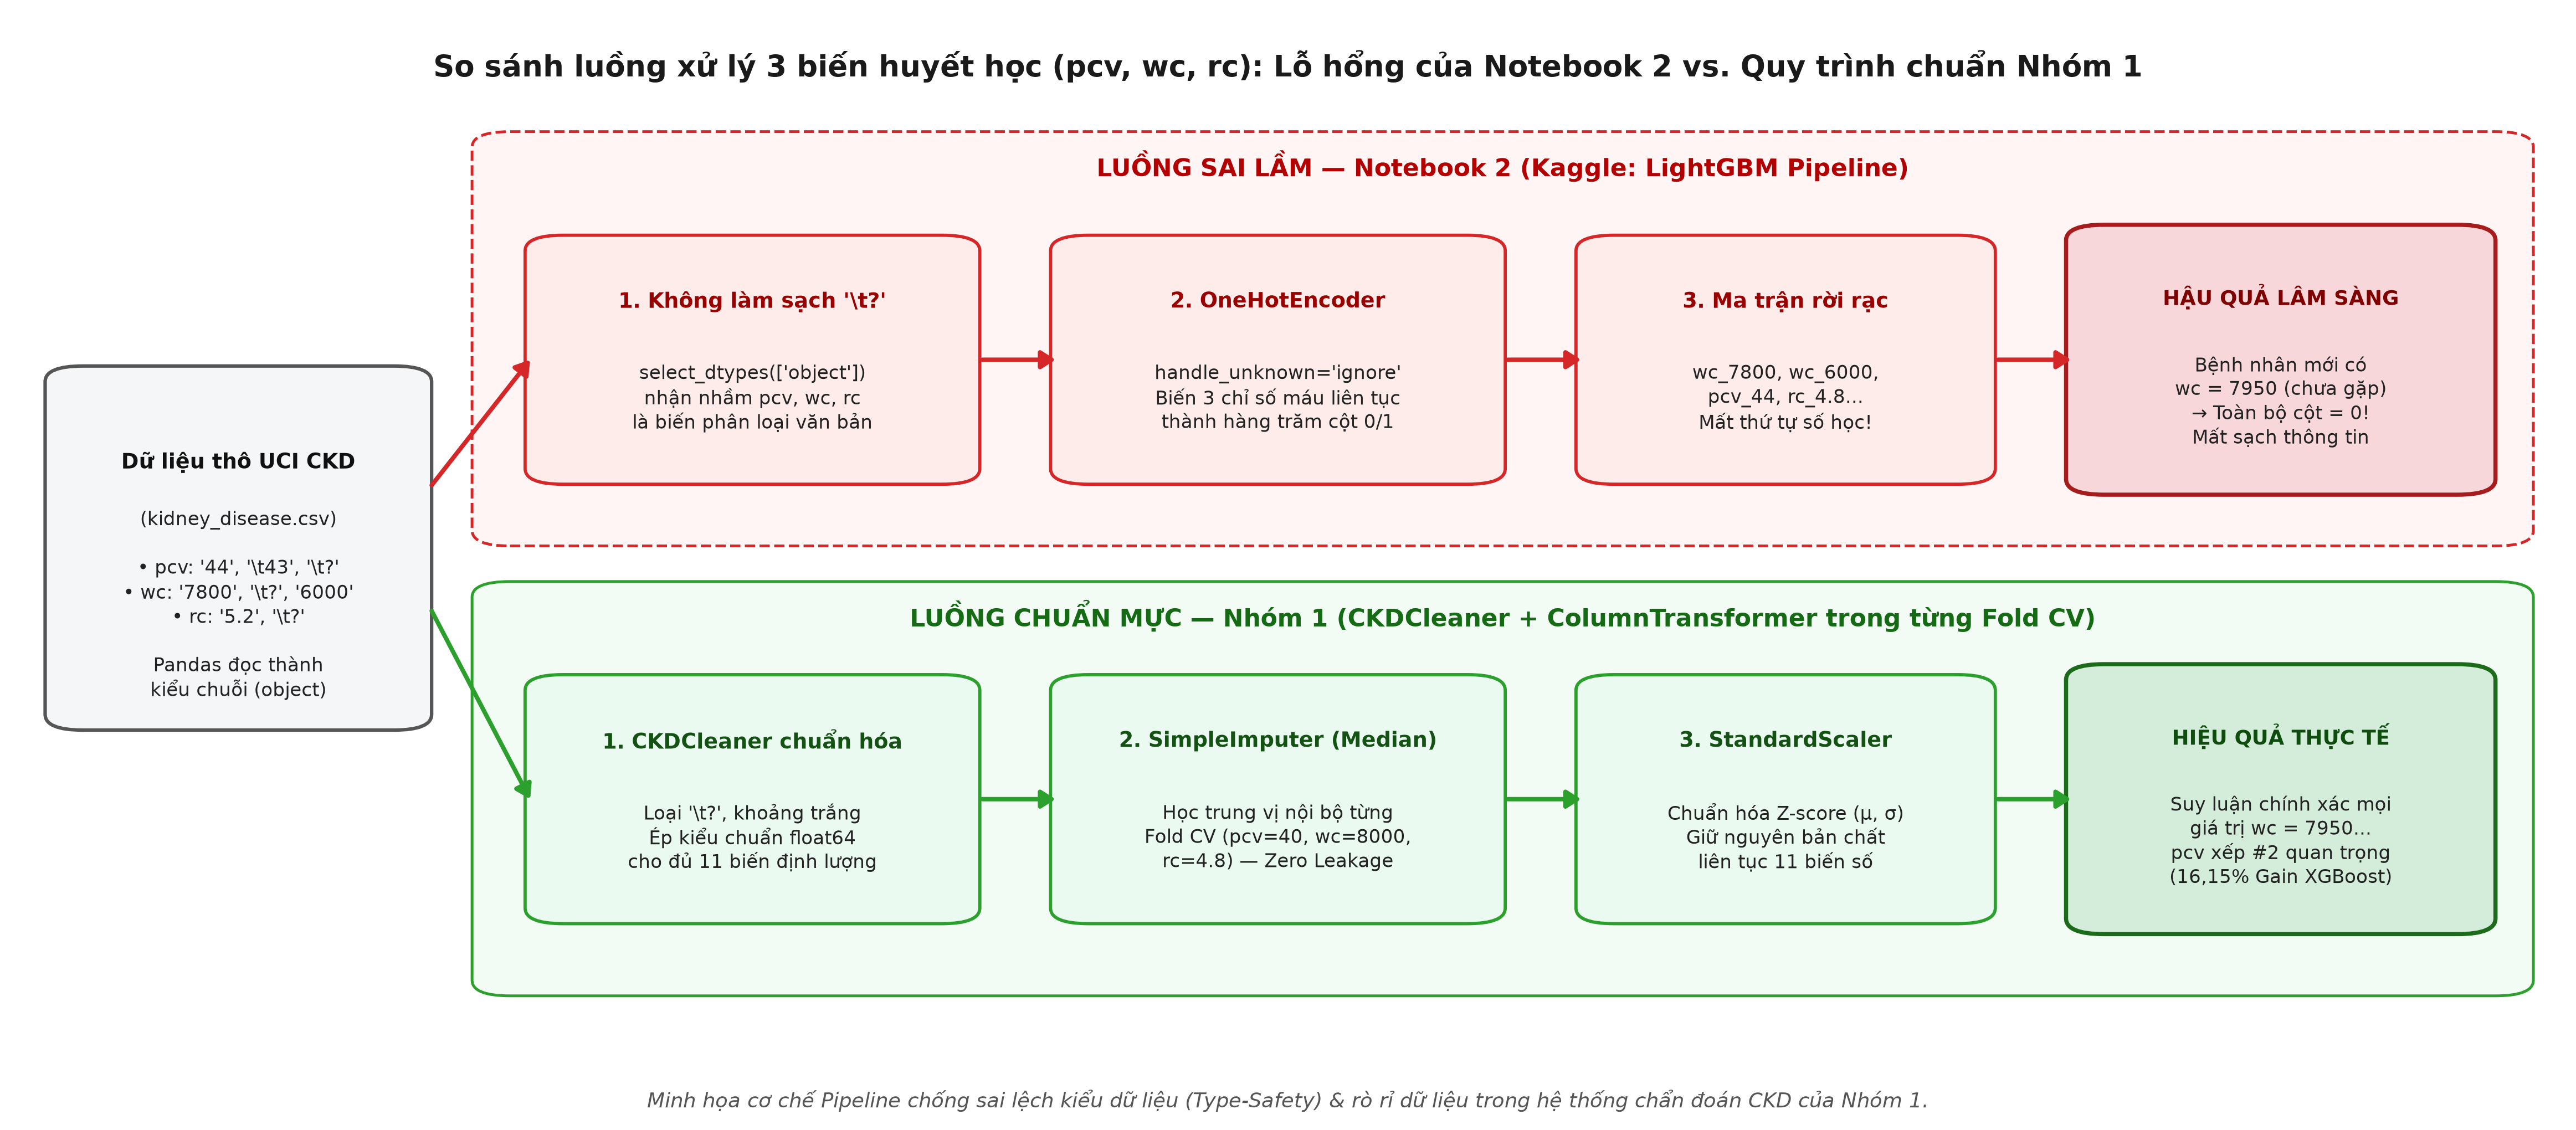 So sánh luồng xử lý 3 biến huyết học (pcv, wc, rc): Lỗ hổng của Notebook 2 vs. Quy trình chuẩn Nhóm 1
Dữ liệu thô UCI CKD
(kidney_disease.csv)
• pcv: '44', '\t43', '\t?'
• wc: '7800', '\t?', '6000'
• rc: '5.2', '\t?'
Pandas đọc thành
kiểu chuỗi (object)
LUỒNG SAI LẦM — Notebook 2 (Kaggle: LightGBM Pipeline)
1. Không làm sạch '\t?'
select_dtypes(['object'])
nhận nhầm pcv, wc, rc
là biến phân loại văn bản
2. OneHotEncoder
handle_unknown='ignore'
Biến 3 chỉ số máu liên tục
thành hàng trăm cột 0/1
3. Ma trận rời rạc
wc_7800, wc_6000,
pcv_44, rc_4.8...
Mất thứ tự số học!
HẬU QUẢ LÂM SÀNG
Bệnh nhân mới có
wc = 7950 (chưa gặp)
→ Toàn bộ cột = 0!
Mất sạch thông tin
LUỒNG CHUẨN MỰC — Nhóm 1 (CKDCleaner + ColumnTransformer trong từng Fold CV)
1. CKDCleaner chuẩn hóa
Loại '\t?', khoảng trắng
Ép kiểu chuẩn float64
cho đủ 11 biến định lượng
2. SimpleImputer (Median)
Học trung vị nội bộ từng
Fold CV (pcv=40, wc=8000,
rc=4.8) — Zero Leakage
3. StandardScaler
Chuẩn hóa Z-score (μ, σ)
Giữ nguyên bản chất
liên tục 11 biến số
HIỆU QUẢ THỰC TẾ
Suy luận chính xác mọi
giá trị wc = 7950...
pcv xếp #2 quan trọng
(16,15% Gain XGBoost)
Minh họa cơ chế Pipeline chống sai lệch kiểu dữ liệu (Type-Safety) & rò rỉ dữ liệu trong hệ thống chẩn đoán CKD của Nhóm 1.